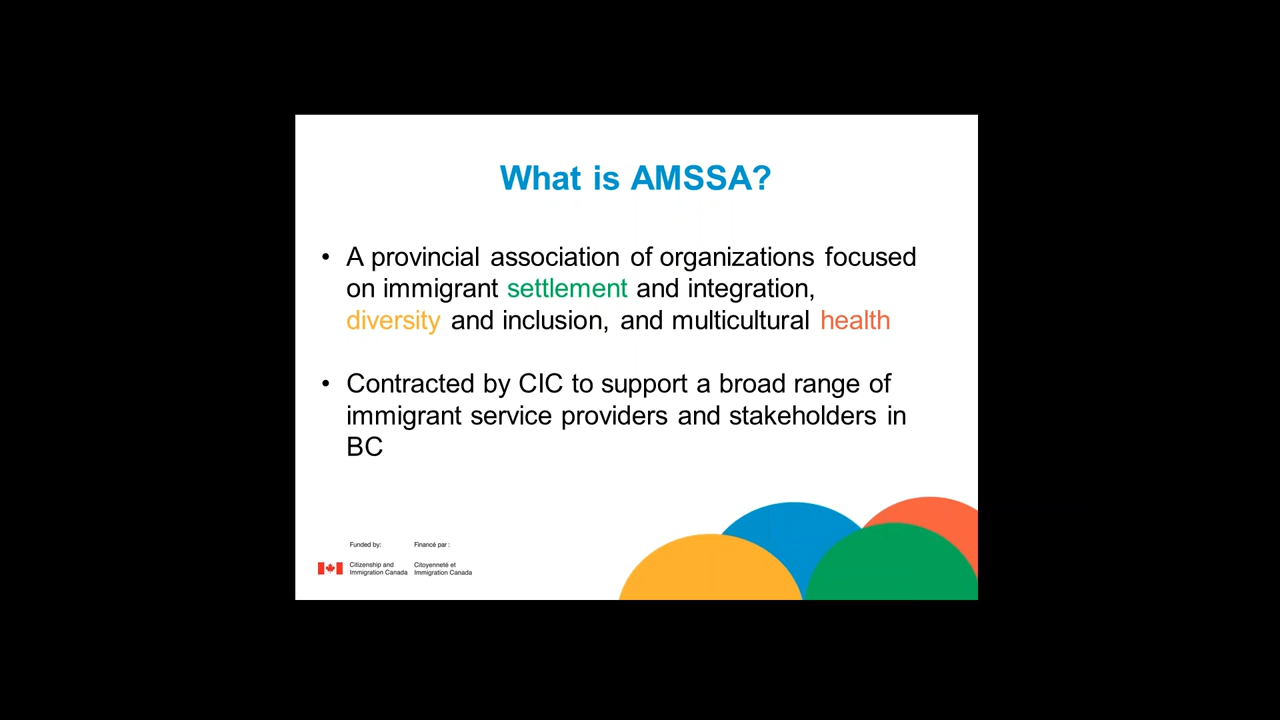 What is AMSSA?
• A provincial association of organizations focused
on immigrant settlement and integration,
diversity and inclusion, and multicultural health
• Contracted by CIC to support a broad range of
immigrant service providers and stakeholders in
BC
Funded by: Financé par :
Citizenship and Citoyenneté et
Immigration Canada Immigration Canada